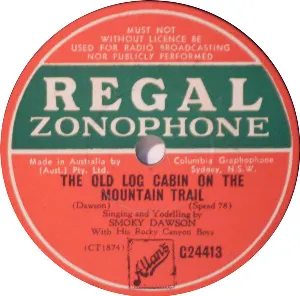 MUST NOT
WITHOUT LICENCE BE
USED FOR RADIO BROADCASTING
NOR PUBLICLY PERFORMED
REGAL
ZONOPHONE
Made in Australia by Columbia Graphophone
(Aust.) Pty. Ltd. Sydney, N.S.W.
THE OLD LOG CABIN ON THE
MOUNTAIN TRAIL
(Dawson) (Speed 78)
Singing and Yodelling by
SMOKY DAWSON
With His Rocky Canyon Boys
(CT1874) Allan's C24413